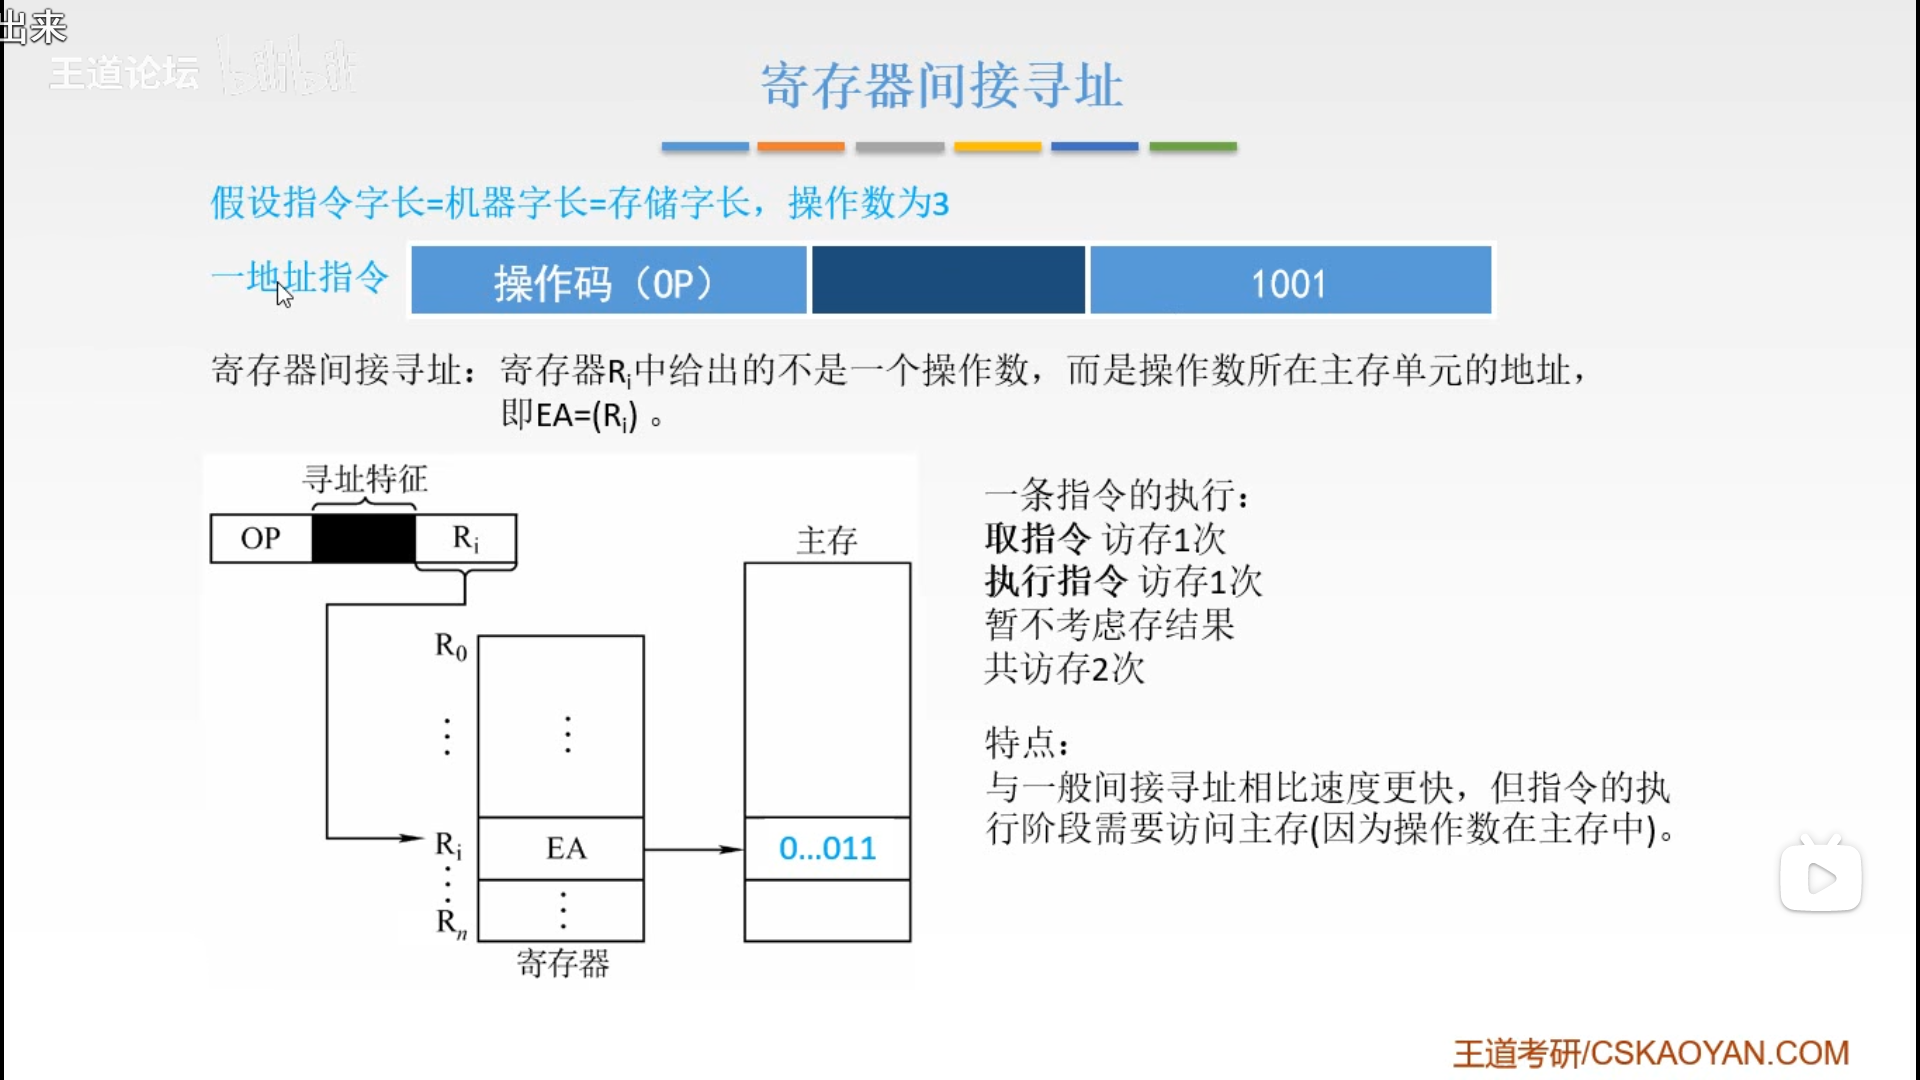 出来
王道论坛 bilibili
寄存器间接寻址
假设指令字长=机器字长=存储字长，操作数为3
一地址指令 操作码（OP） 1001
寄存器间接寻址：寄存器Ri中给出的不是一个操作数，而是操作数所在主存单元的地址，
即EA=(Ri) 。
寻址特征
OP Ri
主存
R0
⋮ ⋮
Ri EA 0...011
⋮ ⋮
Rn
寄存器
一条指令的执行：
取指令 访存1次
执行指令 访存1次
暂不考虑存结果
共访存2次
特点：
与一般间接寻址相比速度更快，但指令的执
行阶段需要访问主存(因为操作数在主存中)。
王道考研/CSKAOYAN.COM